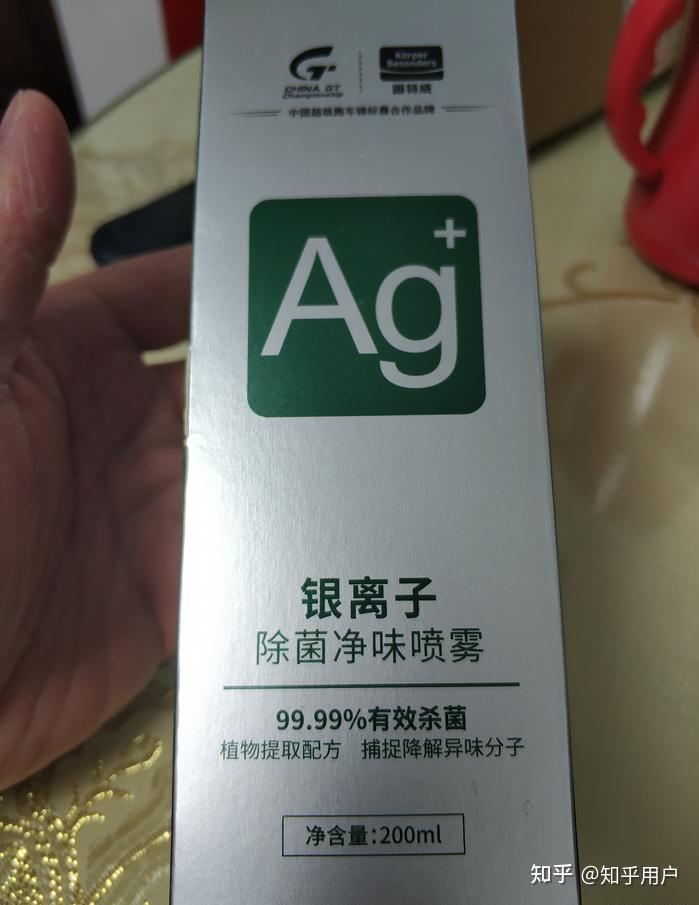 CHINA GT
Championship
Körper
Besonders
固特威
中国超级跑车锦标赛合作品牌
Ag+
银离子
除菌净味喷雾
99.99%有效杀菌
植物提取配方 捕捉降解异味分子
净含量:200ml
知乎 @知乎用户